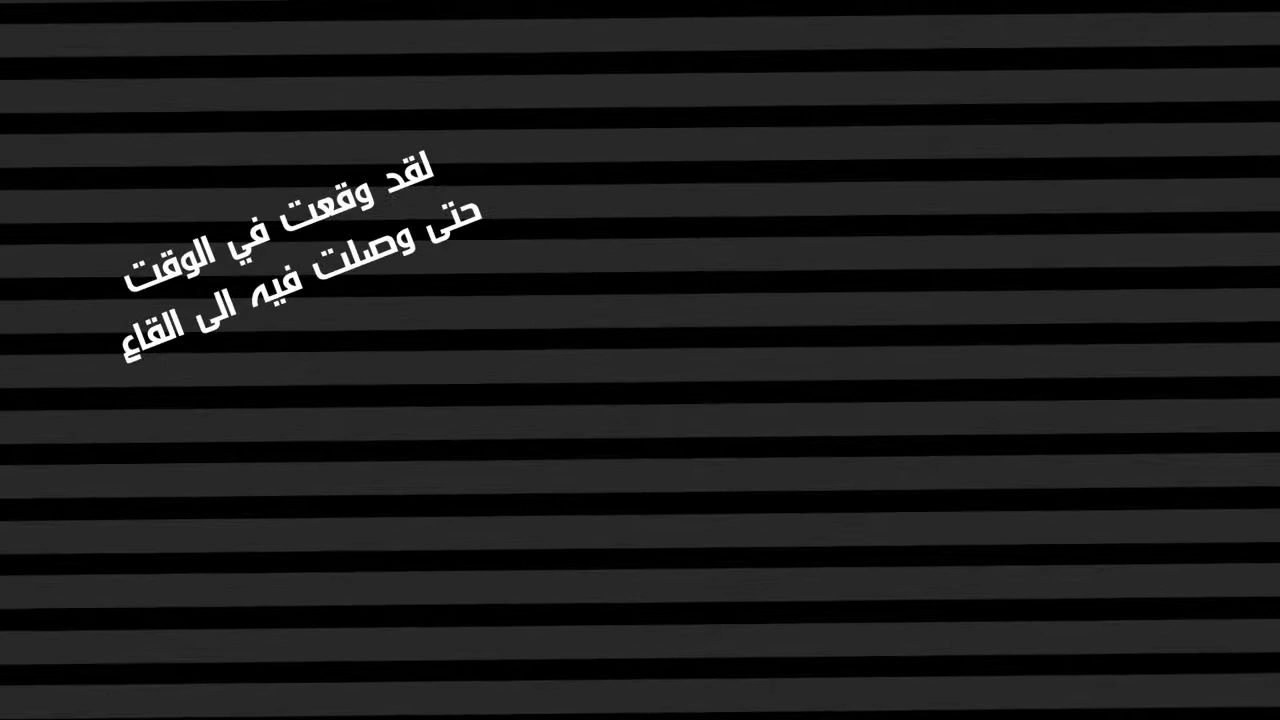 لقد وقعت في الوقت
حتى وصلت فيه الى القاع